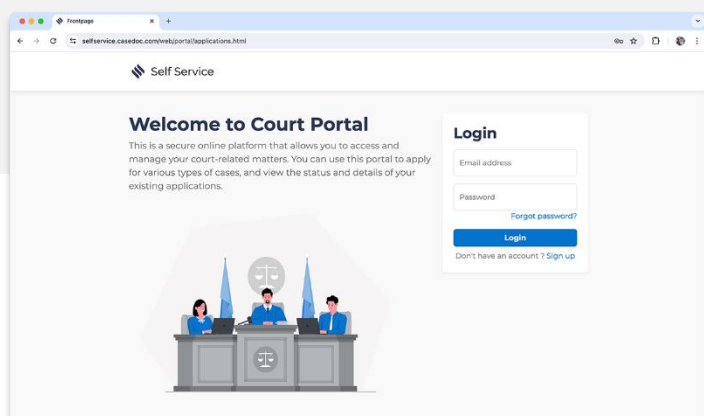 Frontpage
selfservice.casedoc.com/web/portal/applications.html
Self Service
Welcome to Court Portal
This is a secure online platform that allows you to access and
manage your court-related matters. You can use this portal to apply
for various types of cases, and view the status and details of your
existing applications.
Login
Email address
Password
Forgot password?
Login
Don't have an account ? Sign up